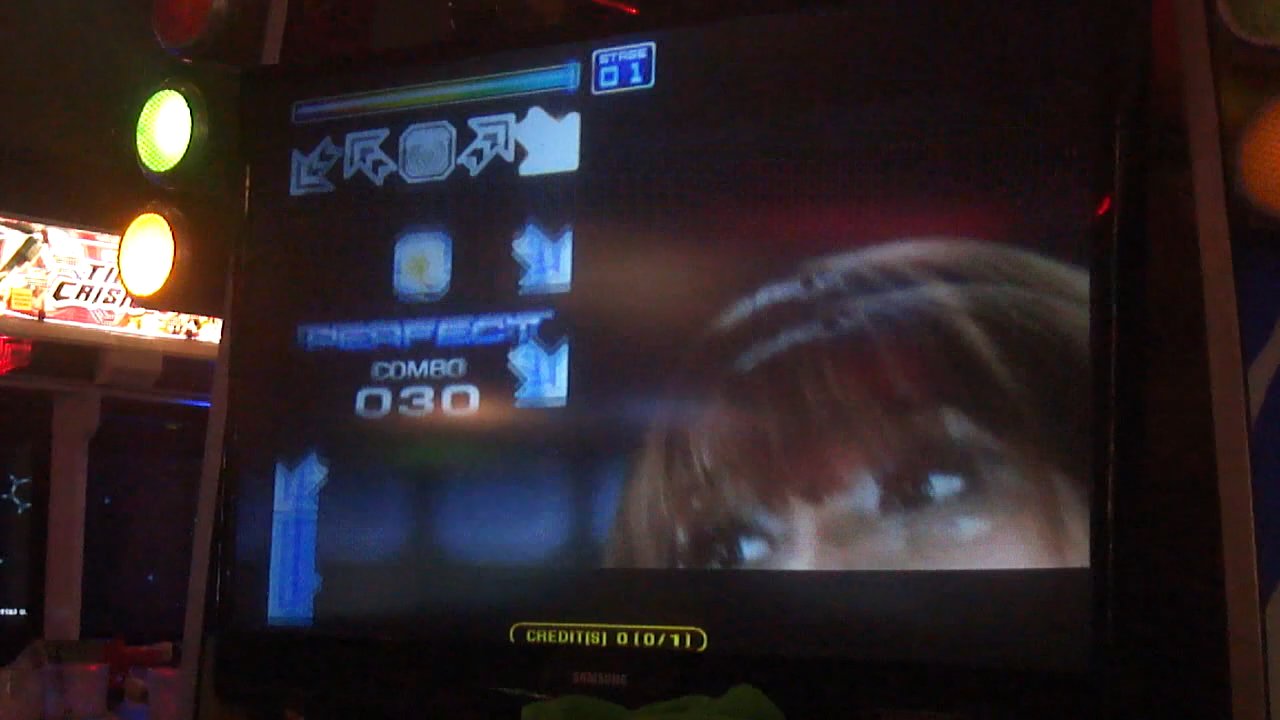 STAGE
01
PERFECT
COMBO
030
CRISIS
CREDIT(S) 0(0/1)
SAMSUNG